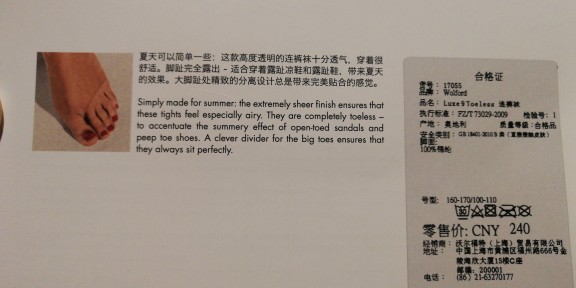 夏天可以简单一些：这款高度透明的连裤袜十分透气，穿着很
舒适。脚趾完全露出 - 适合穿着露趾凉鞋和露趾鞋，带来夏天
的效果。大脚趾处精致的分离设计总是带来完美贴合的感觉。
Simply made for summer: the extremely sheer finish ensures that
these tights feel especially airy. They are completely toeless –
to accentuate the summery effect of open-toed sandals and
peep toe shoes. A clever divider for the big toes ensures that
they always sit perfectly.
合格证
货号： 17055
品牌： Wolford
品名： Luxe9Toeless 连裤袜
执行标准： FZ/T73029-2009 检验号： 1
产地： 奥地利 质量等级：合格品
安全类别： GB 18401-2010 B 类（直接接触皮肤）
脚面：
100%锦纶
号型： 160-170/100-110
零售价: CNY 240
经销商： 沃尔福特（上海）贸易有限公司
地址： 中国上海市黄浦区福州路666号金
陵海欣大厦15楼C座
邮编： 200001
电话： (86) 21-63270177